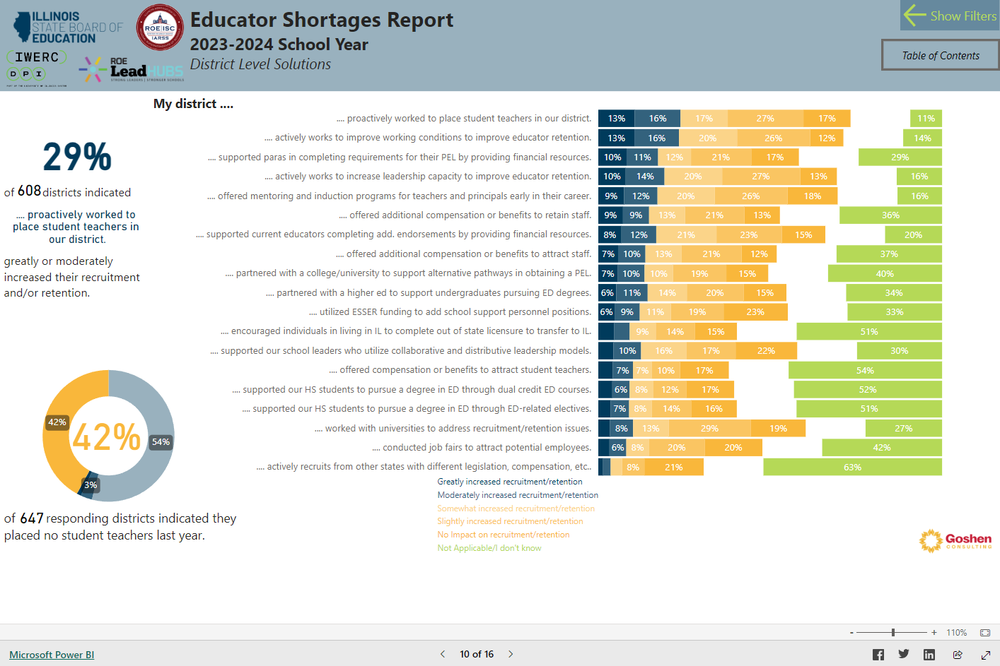 ILLINOIS
STATE BOARD OF
EDUCATION
ROE|ISC
IARSS
IWERC
DPI
PART OF THE UNIVERSITY OF ILLINOIS SYSTEM
ROE
LeadHUBS
STRONG LEADERS | STRONGER SCHOOLS
Educator Shortages Report
2023-2024 School Year
District Level Solutions
Show Filters
Table of Contents
My district ....
.... proactively worked to place student teachers in our district. 13% 16% 17% 27% 17% 11%
.... actively works to improve working conditions to improve educator retention. 13% 16% 20% 26% 12% 14%
.... supported paras in completing requirements for their PEL by providing financial resources. 10% 11% 12% 21% 17% 29%
.... actively works to increase leadership capacity to improve educator retention. 10% 14% 20% 27% 13% 16%
.... offered mentoring and induction programs for teachers and principals early in their career. 9% 12% 20% 26% 18% 16%
.... offered additional compensation or benefits to retain staff. 9% 9% 13% 21% 13% 36%
.... supported current educators completing add. endorsements by providing financial resources. 8% 12% 21% 23% 15% 20%
.... offered additional compensation or benefits to attract staff. 7% 10% 13% 21% 12% 37%
.... partnered with a college/university to support alternative pathways in obtaining a PEL. 7% 10% 10% 19% 15% 40%
.... partnered with a higher ed to support undergraduates pursuing ED degrees. 6% 11% 14% 20% 15% 34%
.... utilized ESSER funding to add school support personnel positions. 6% 9% 11% 19% 23% 33%
.... encouraged individuals in living in IL to complete out of state licensure to transfer to IL. 9% 14% 15% 51%
.... supported our school leaders who utilize collaborative and distributive leadership models. 10% 16% 17% 22% 30%
.... offered compensation or benefits to attract student teachers. 7% 7% 10% 17% 54%
.... supported our HS students to pursue a degree in ED through dual credit ED courses. 6% 8% 12% 17% 52%
.... supported our HS students to pursue a degree in ED through ED-related electives. 7% 8% 14% 16% 51%
.... worked with universities to address recruitment/retention issues. 8% 13% 29% 19% 27%
.... conducted job fairs to attract potential employees. 6% 8% 20% 20% 42%
.... actively recruits from other states with different legislation, compensation, etc.. 8% 21% 63%
Greatly increased recruitment/retention
Moderately increased recruitment/retention
Somewhat increased recruitment/retention
Slightly increased recruitment/retention
No Impact on recruitment/retention
Not Applicable/I don't know
29%
of 608 districts indicated
.... proactively worked to
place student teachers in
our district.
greatly or moderately
increased their recruitment
and/or retention.
42%
42%
54%
3%
of 647 responding districts indicated they
placed no student teachers last year.
Goshen
CONSULTING
- + 110%
Microsoft Power BI
10 of 16